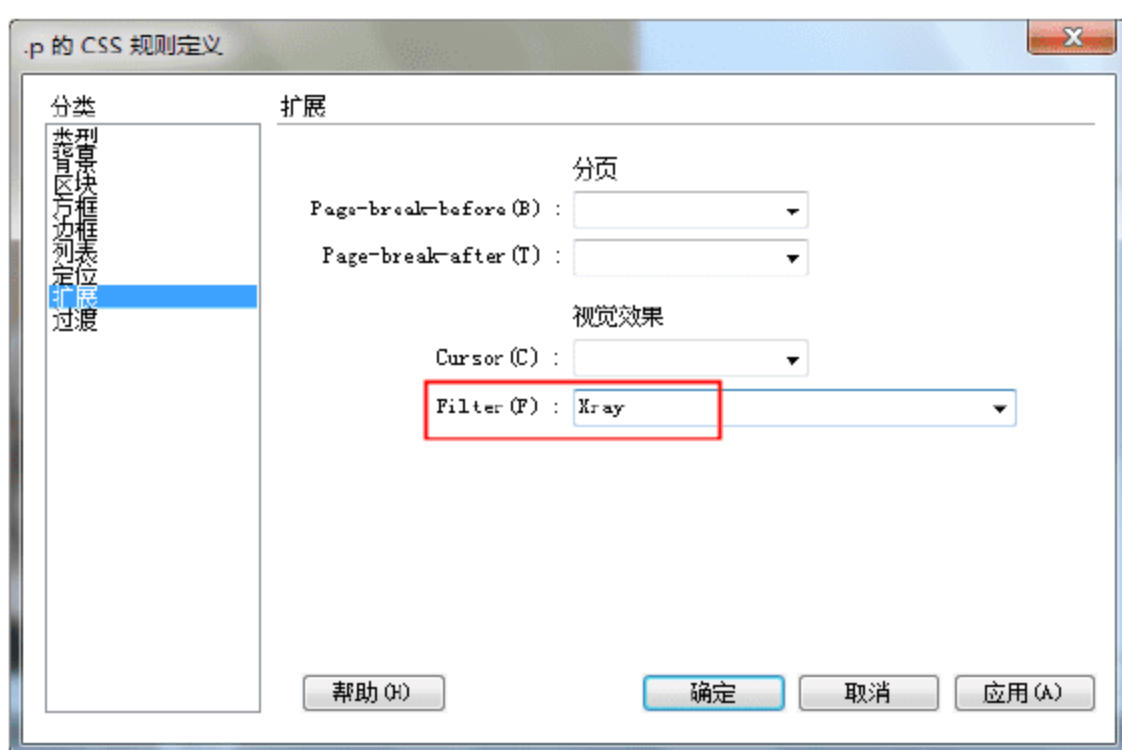 .p 的 CSS 规则定义
分类
类型
背景
区块
方框
边框
列表
定位
扩展
过渡
扩展
分页
Page-break-before(B) :
Page-break-after(T) :
视觉效果
Cursor(C) :
Filter(F) : Xray
帮助(H)
确定
取消
应用(A)